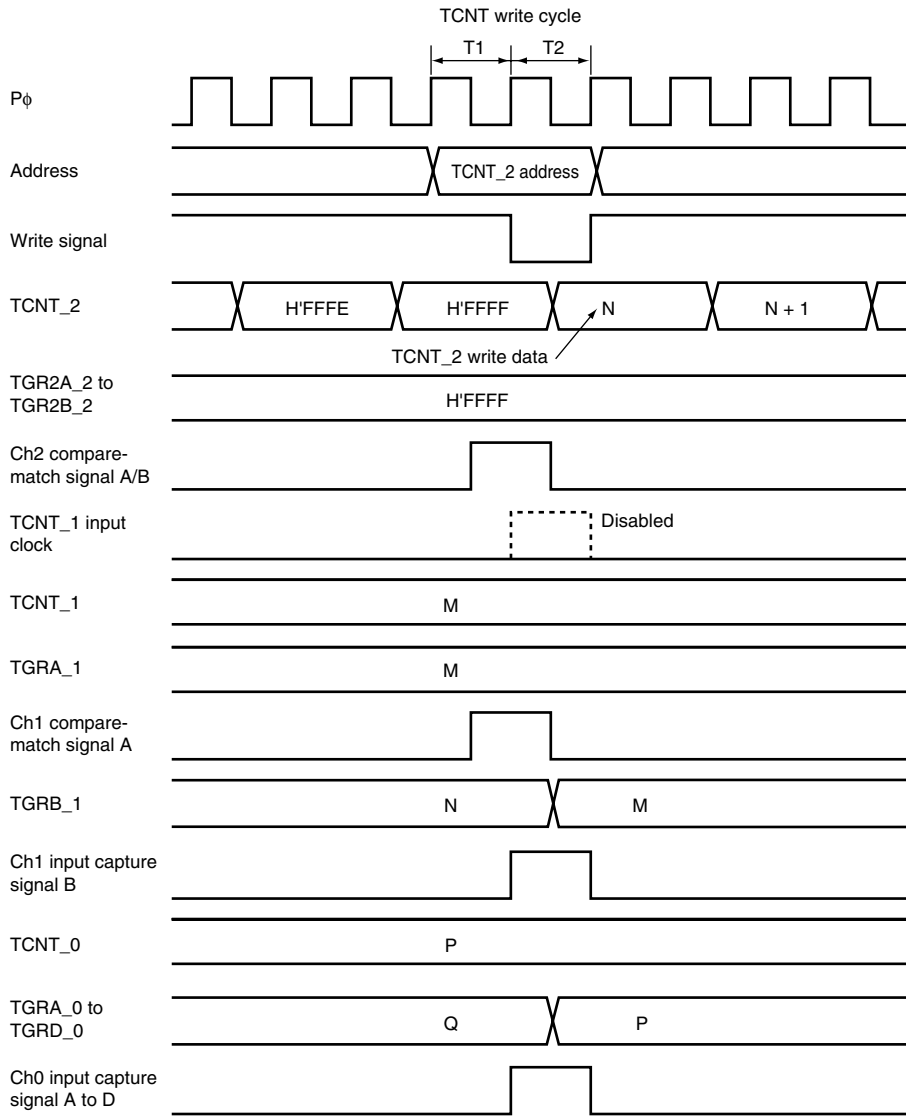 TCNT write cycle
T1 T2
Pϕ
Address TCNT_2 address
Write signal
TCNT_2 H'FFFE H'FFFF N N + 1
TCNT_2 write data
TGR2A_2 to
TGR2B_2
H'FFFF
Ch2 compare-
match signal A/B
TCNT_1 input
clock
Disabled
TCNT_1 M
TGRA_1 M
Ch1 compare-
match signal A
TGRB_1 N M
Ch1 input capture
signal B
TCNT_0 P
TGRA_0 to
TGRD_0
Q P
Ch0 input capture
signal A to D